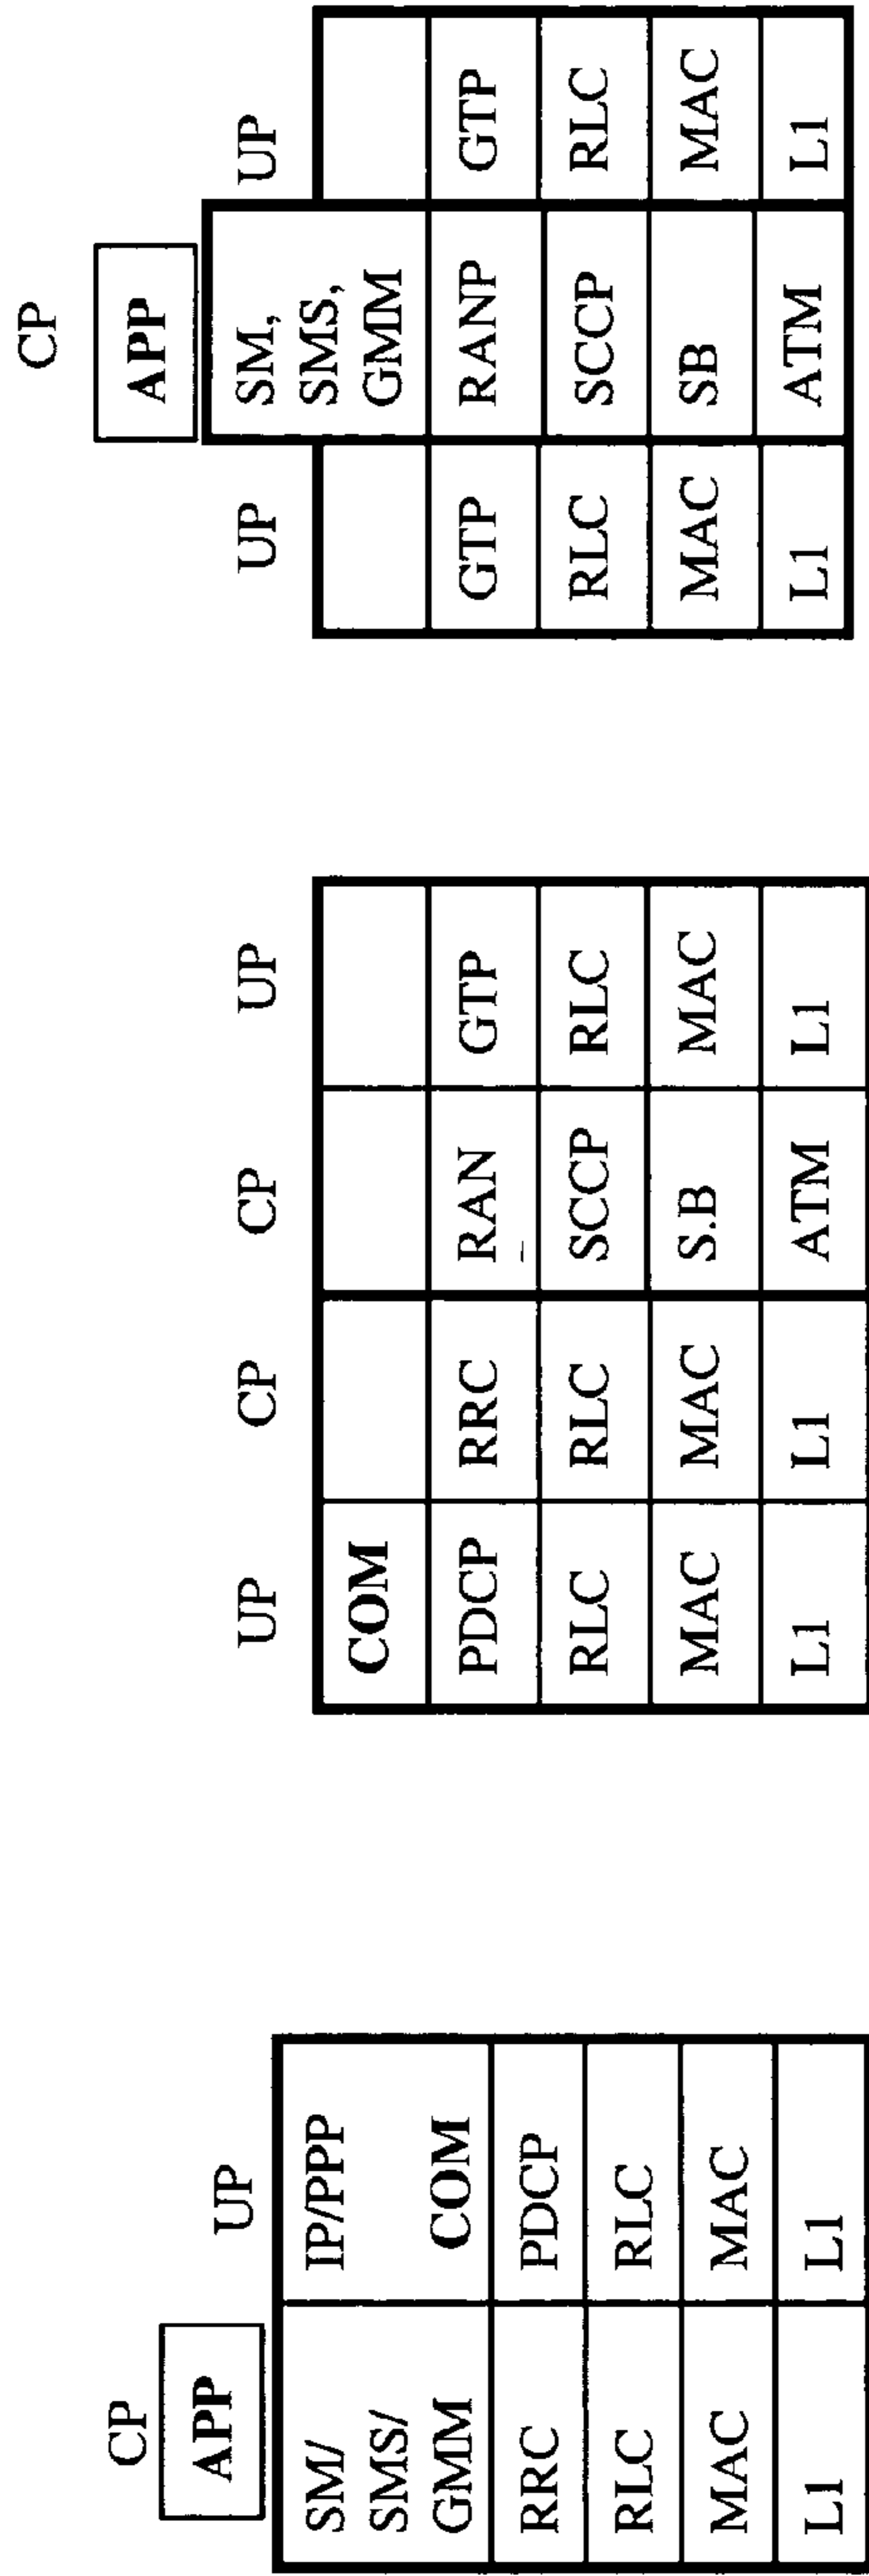 CP
APP
UP
SM/
SMS/
GMM
IP/PPP
COM
RRC
PDCP
RLC
RLC
MAC
MAC
L1
L1
UP
CP
CP
UP
COM
PDCP
RRC
RAN
GTP
RLC
RLC
SCCP
RLC
MAC
MAC
S.B
MAC
L1
L1
ATM
L1
CP
APP
UP
UP
SM,
SMS,
GMM
GTP
RANP
GTP
RLC
SCCP
RLC
MAC
SB
MAC
L1
ATM
L1